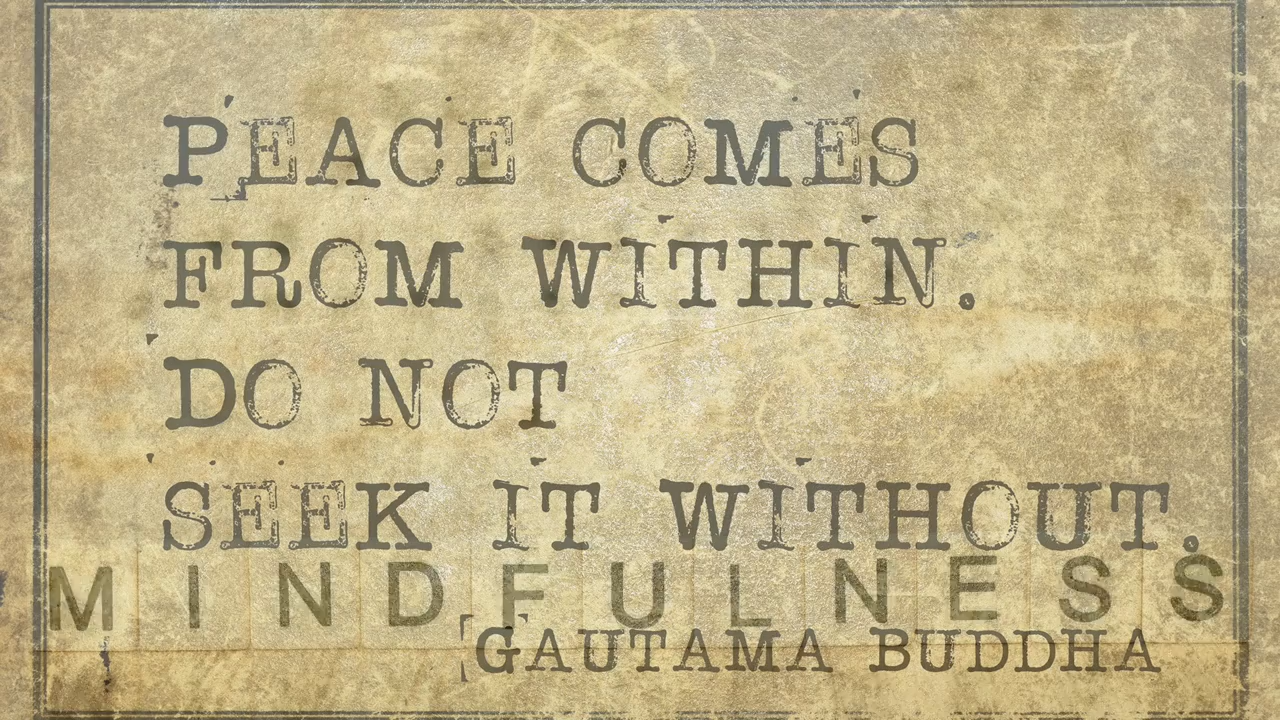 PEACE COMES
FROM WITHIN.
DO NOT
SEEK IT WITHOUT.
MINDFULNESS
GAUTAMA BUDDHA